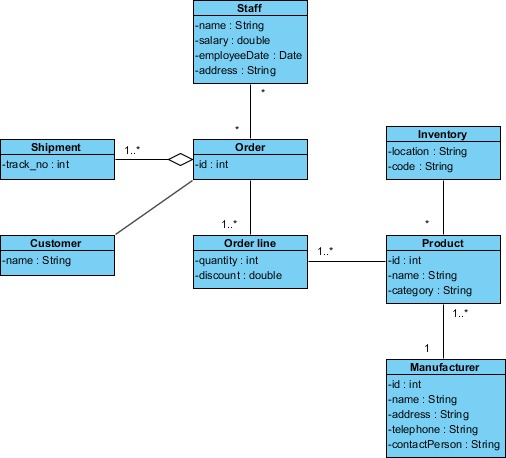 Staff
-name : String
-salary : double
-employeeDate : Date
-address : String
*
*
Shipment
-track_no : int
1..*
Order
-id : int
Inventory
-location : String
-code : String
1..*
*
Customer
-name : String
Order line
-quantity : int
-discount : double
1..*
Product
-id : int
-name : String
-category : String
1..*
1
Manufacturer
-id : int
-name : String
-address : String
-telephone : String
-contactPerson : String